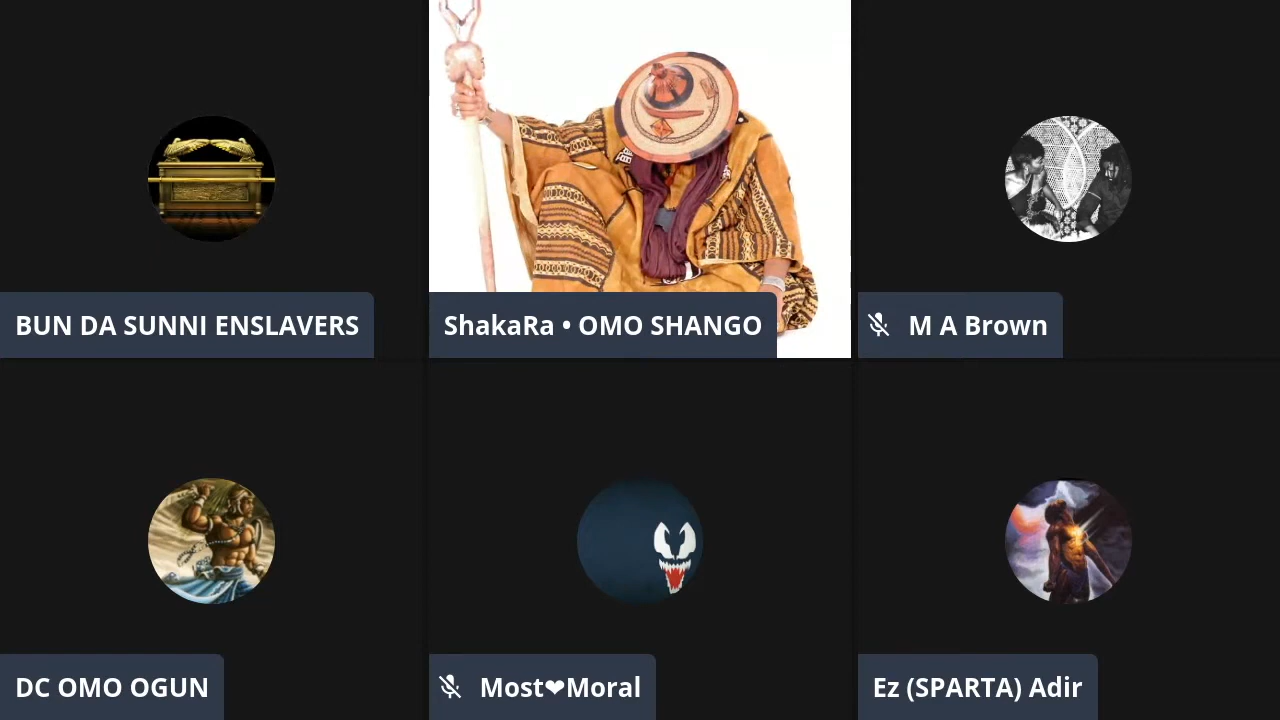 BUN DA SUNNI ENSLAVERS
ShakaRa • OMO SHANGO
M A Brown
DC OMO OGUN
Most❤Moral
Ez (SPARTA) Adir